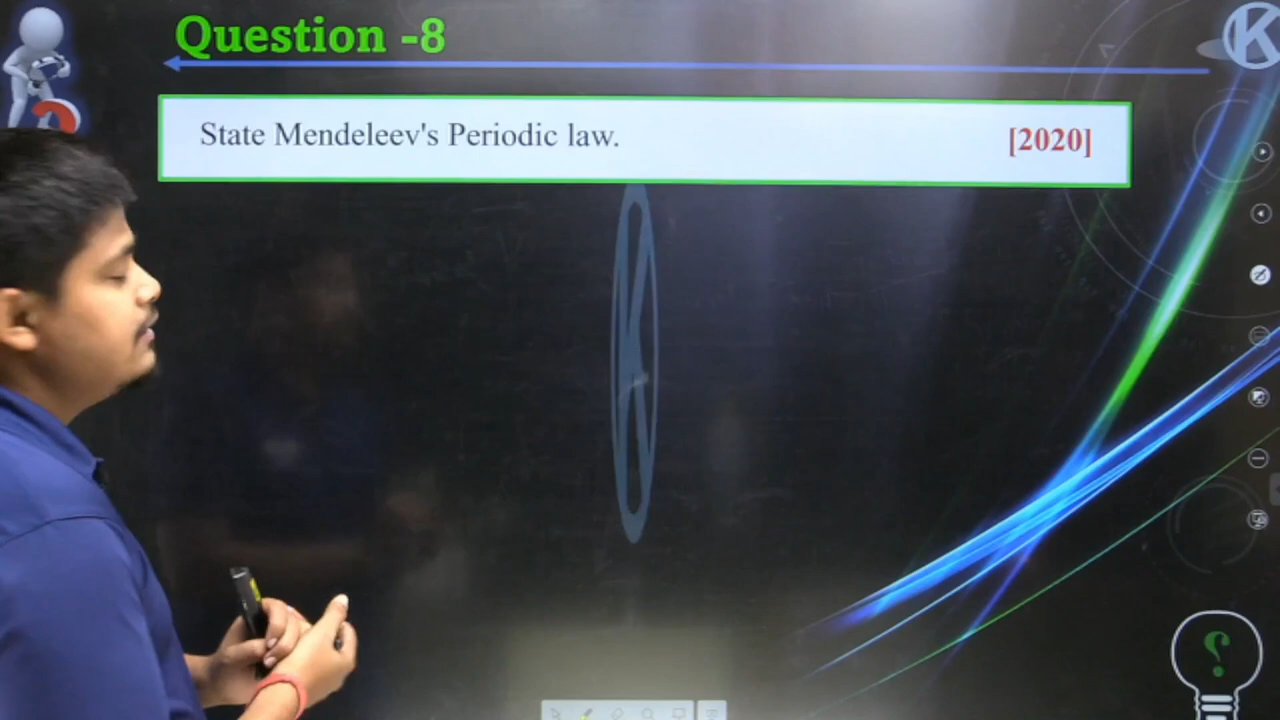 Question -8
State Mendeleev's Periodic law. [2020]
K
K
?